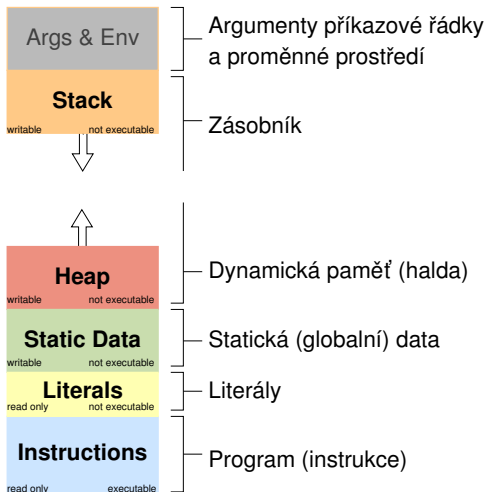 Args & Env
Argumenty příkazové řádky
a proměnné prostředí
Stack
writable not executable
Zásobník
Heap
writable not executable
Dynamická paměť (halda)
Static Data
writable not executable
Statická (globalní) data
Literals
read only not executable
Literály
Instructions
read only executable
Program (instrukce)